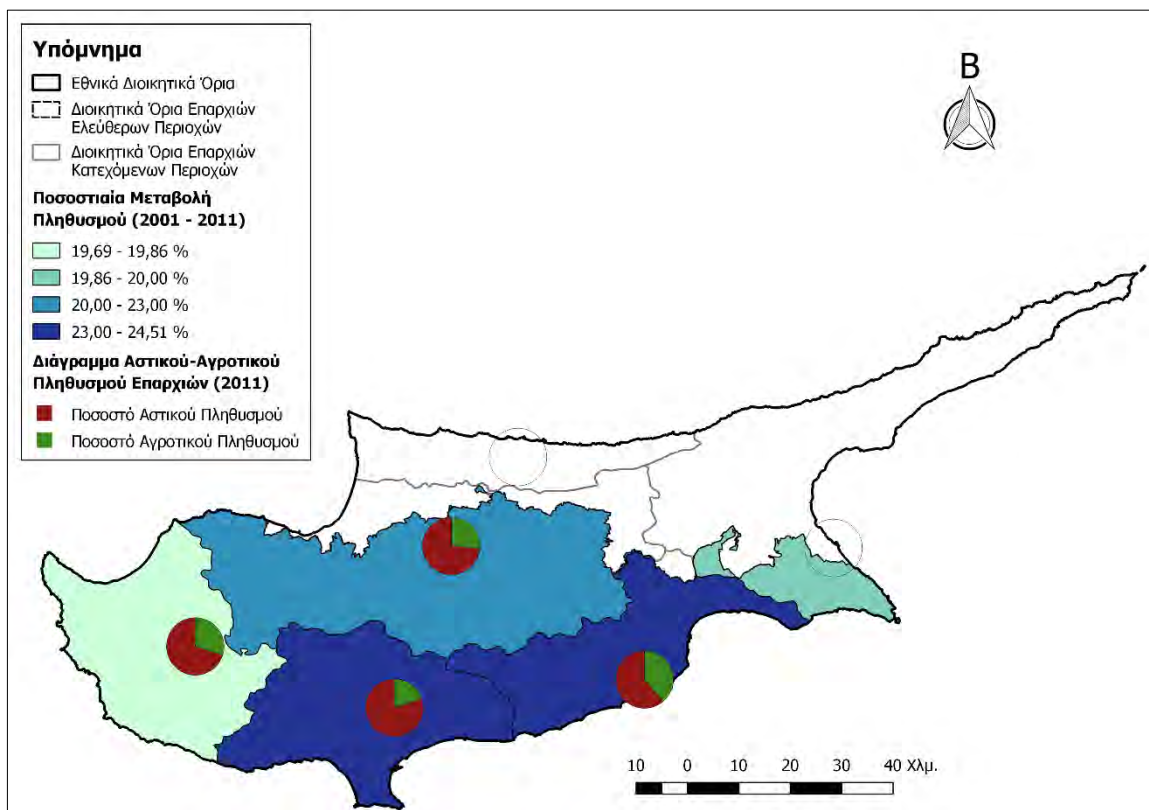 Υπόμνημα
Εθνικά Διοικητικά Όρια
Διοικητικά Όρια Επαρχιών
Ελεύθερων Περιοχών
Διοικητικά Όρια Επαρχιών
Κατεχόμενων Περιοχών
Ποσοστιαία Μεταβολή
Πληθυσμού (2001 - 2011)
19,69 - 19,86 %
19,86 - 20,00 %
20,00 - 23,00 %
23,00 - 24,51 %
Διάγραμμα Αστικού-Αγροτικού
Πληθυσμού Επαρχιών (2011)
Ποσοστό Αστικού Πληθυσμού
Ποσοστό Αγροτικού Πληθυσμού
Β
10 0 10 20 30 40 Χλμ.